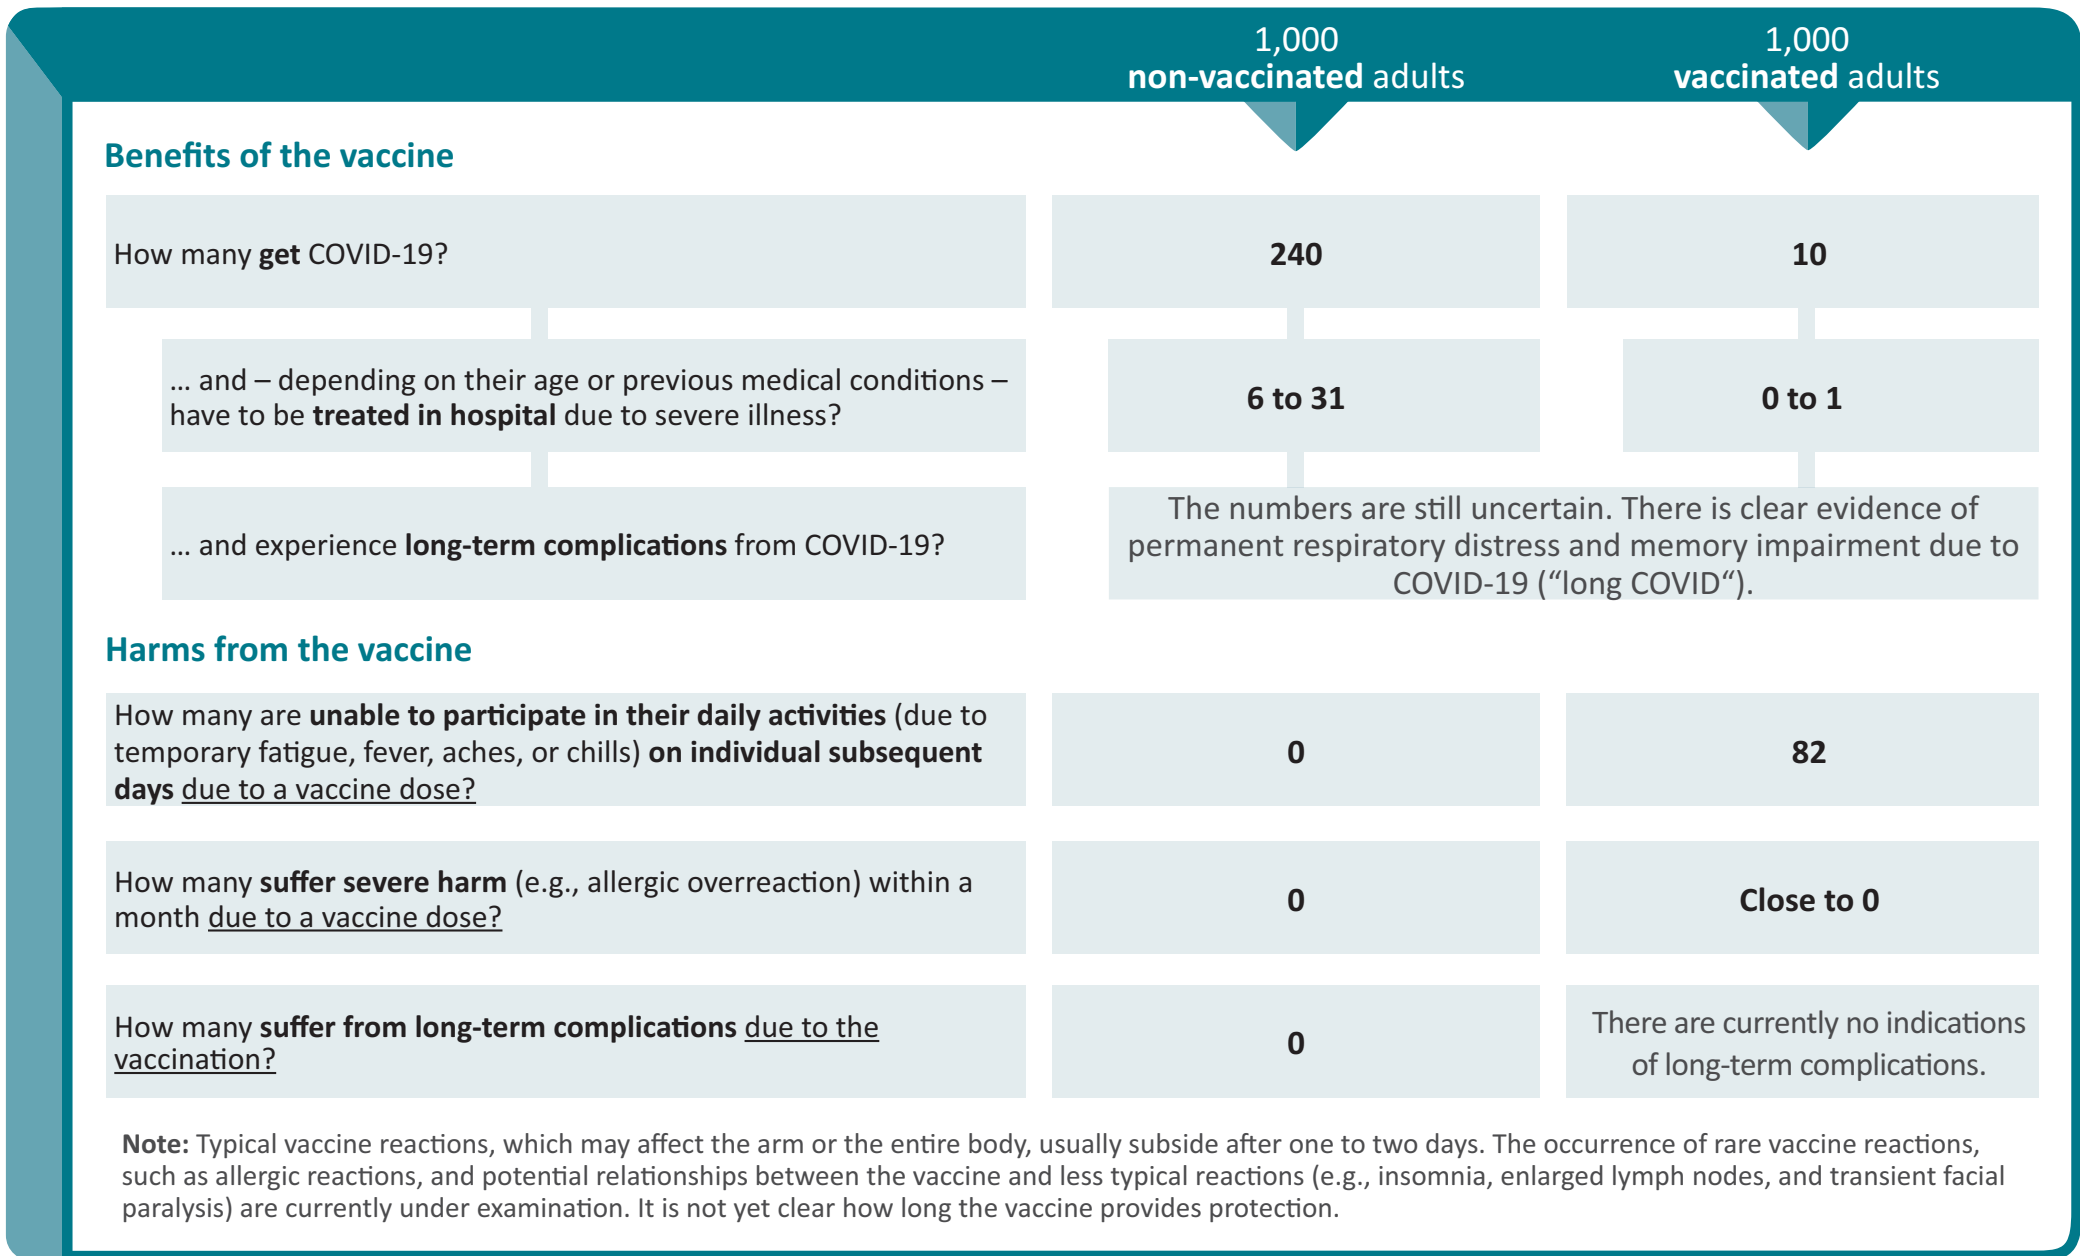 1,000
non-vaccinated adults
1,000
vaccinated adults
Benefits of the vaccine
How many get COVID-19?
240
10
... and – depending on their age or previous medical conditions –
have to be treated in hospital due to severe illness?
6 to 31
0 to 1
... and experience long-term complications from COVID-19?
The numbers are still uncertain. There is clear evidence of
permanent respiratory distress and memory impairment due to
COVID-19 (“long COVID“).
Harms from the vaccine
How many are unable to participate in their daily activities (due to
temporary fatigue, fever, aches, or chills) on individual subsequent
days due to a vaccine dose?
0
82
How many suffer severe harm (e.g., allergic overreaction) within a
month due to a vaccine dose?
0
Close to 0
How many suffer from long-term complications due to the
vaccination?
0
There are currently no indications
of long-term complications.
Note: Typical vaccine reactions, which may affect the arm or the entire body, usually subside after one to two days. The occurrence of rare vaccine reactions,
such as allergic reactions, and potential relationships between the vaccine and less typical reactions (e.g., insomnia, enlarged lymph nodes, and transient facial
paralysis) are currently under examination. It is not yet clear how long the vaccine provides protection.